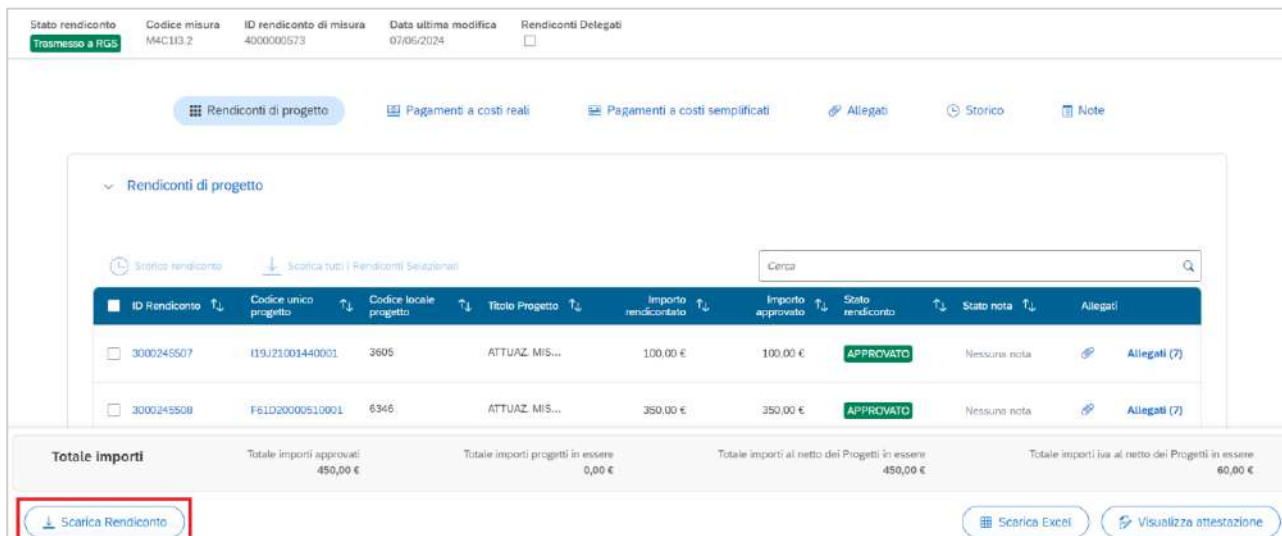 Stato rendiconto Codice misura ID rendiconto di misura Data ultima modifica Rendiconti Delegati
Trasmesso a RGS M4C1I3.2 4000000573 07/06/2024
Rendiconti di progetto Pagamenti a costi reali Pagamenti a costi semplificati Allegati Storico Note
Rendiconti di progetto
Storico rendiconto Scarica tutti i Rendiconti Selezionati Cerca
ID Rendiconto Codice unico progetto Codice locale progetto Titolo Progetto Importo rendicontato Importo approvato Stato rendiconto Stato nota Allegati
3000245507 I19J21001440001 3605 ATTUAZ. MIS... 100,00 € 100,00 € APPROVATO Nessuna nota Allegati (7)
3000245508 F61D20000510001 6346 ATTUAZ. MIS... 350,00 € 350,00 € APPROVATO Nessuna nota Allegati (7)
Totale importi Totale importi approvati Totale importi progetti in essere Totale importi al netto dei Progetti in essere Totale importi iva al netto dei Progetti in essere
450,00 € 0,00 € 450,00 € 60,00 €
Scarica Rendiconto Scarica Excel Visualizza attestazione